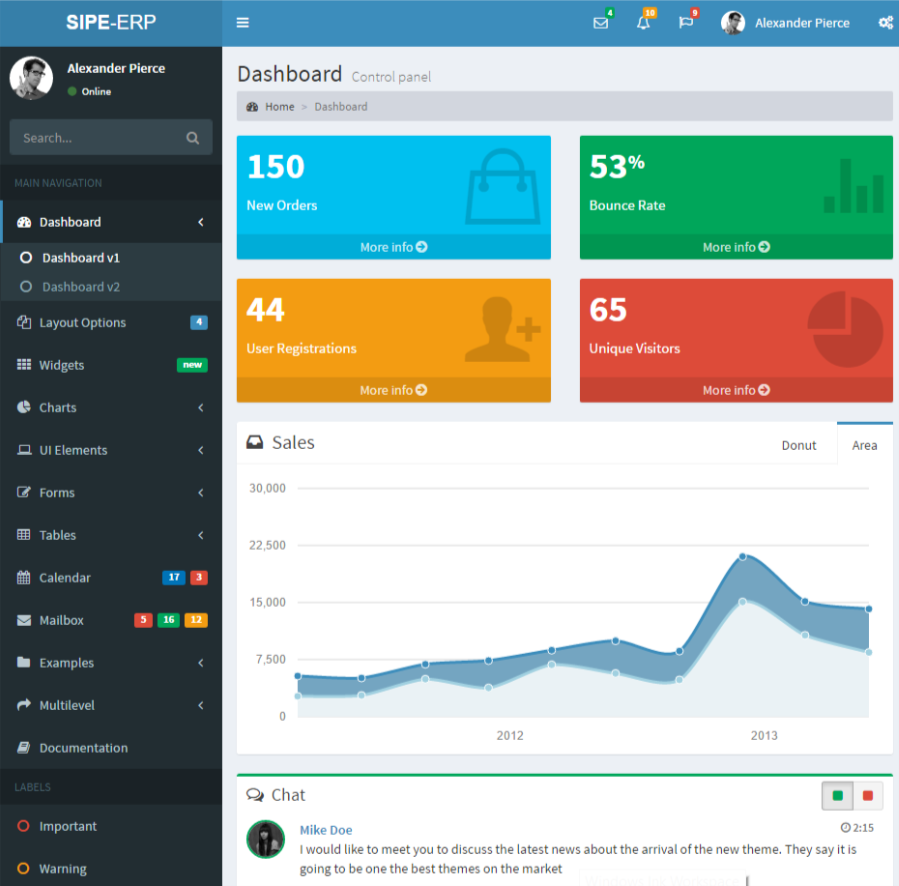 SIPE-ERP
4
10
9
Alexander Pierce
Alexander Pierce
Online
Search...
MAIN NAVIGATION
Dashboard
Dashboard v1
Dashboard v2
Layout Options 4
Widgets new
Charts
UI Elements
Forms
Tables
Calendar 17 3
Mailbox 5 16 12
Examples
Multilevel
Documentation
LABELS
Important
Warning
Dashboard Control panel
Home > Dashboard
150
New Orders
More info
53%
Bounce Rate
More info
44
User Registrations
More info
65
Unique Visitors
More info
Sales
Donut
Area
30,000
22,500
15,000
7,500
0
2012
2013
Chat
Mike Doe
2:15
I would like to meet you to discuss the latest news about the arrival of the new theme. They say it is
going to be one the best themes on the market